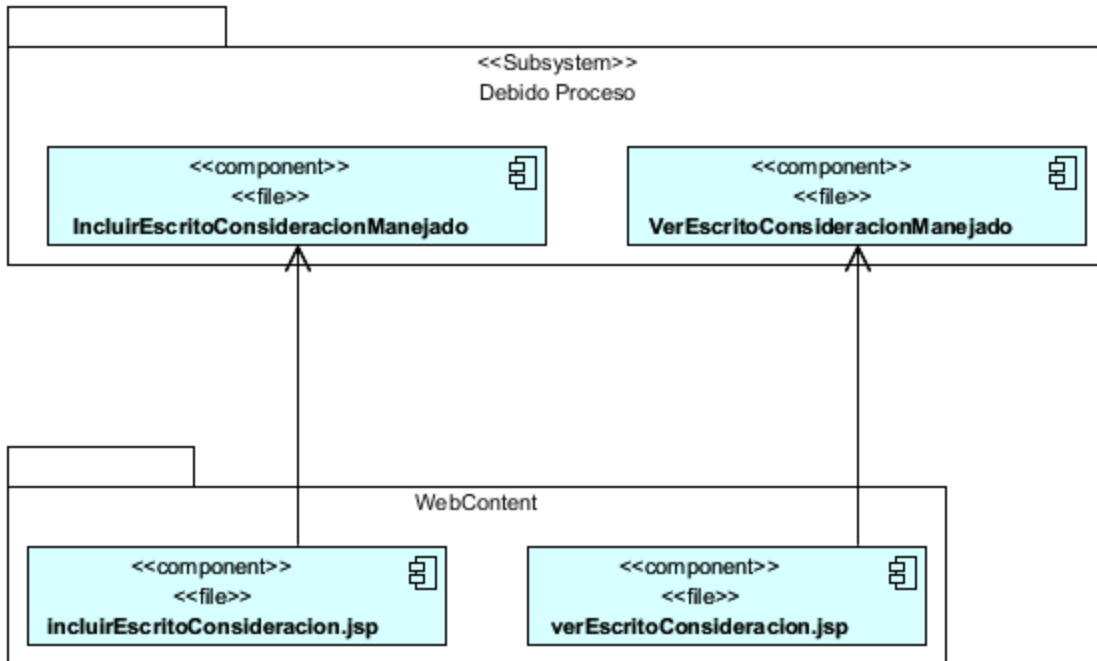 <<Subsystem>>
Debido Proceso
<<component>>
<<file>>
IncluirEscritoConsideracionManejado
<<component>>
<<file>>
VerEscritoConsideracionManejado
WebContent
<<component>>
<<file>>
incluirEscritoConsideracion.jsp
<<component>>
<<file>>
verEscritoConsideracion.jsp